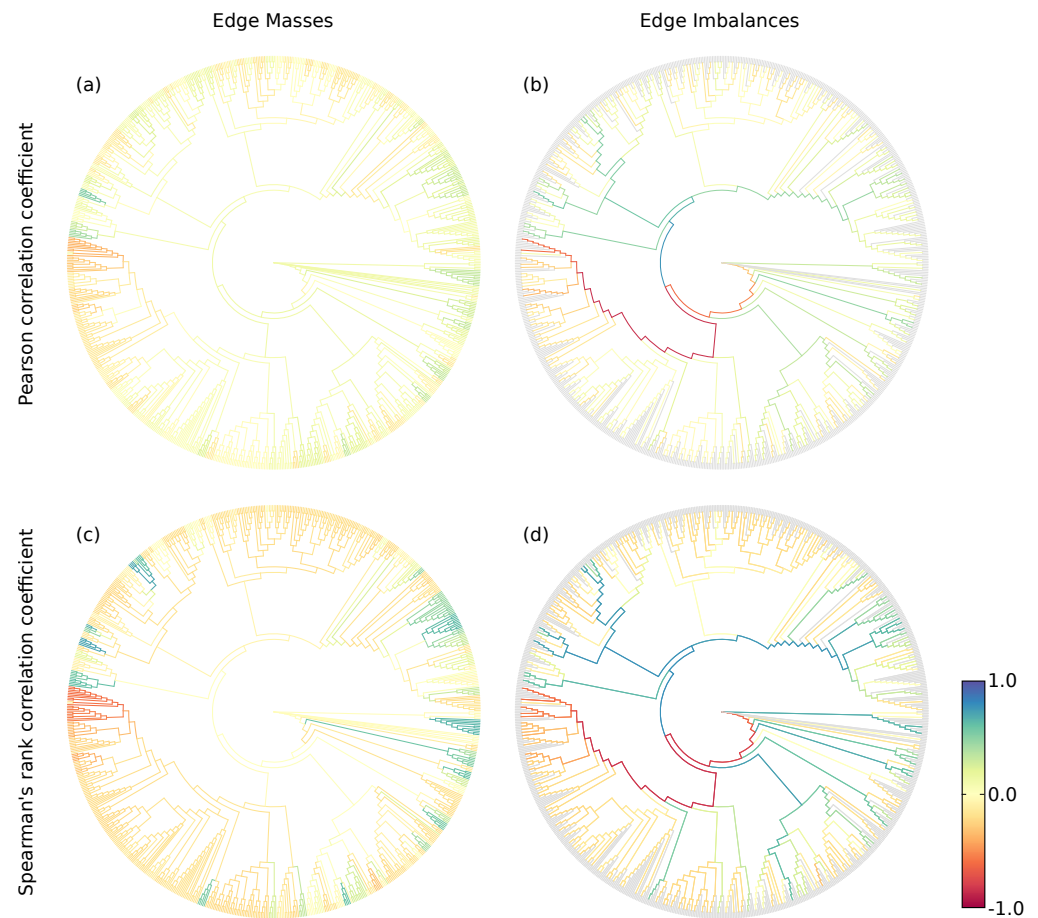 Edge Masses
Edge Imbalances
(a)
(b)
Pearson correlation coefficient
(c)
(d)
Spearman's rank correlation coefficient
1.0
0.0
-1.0